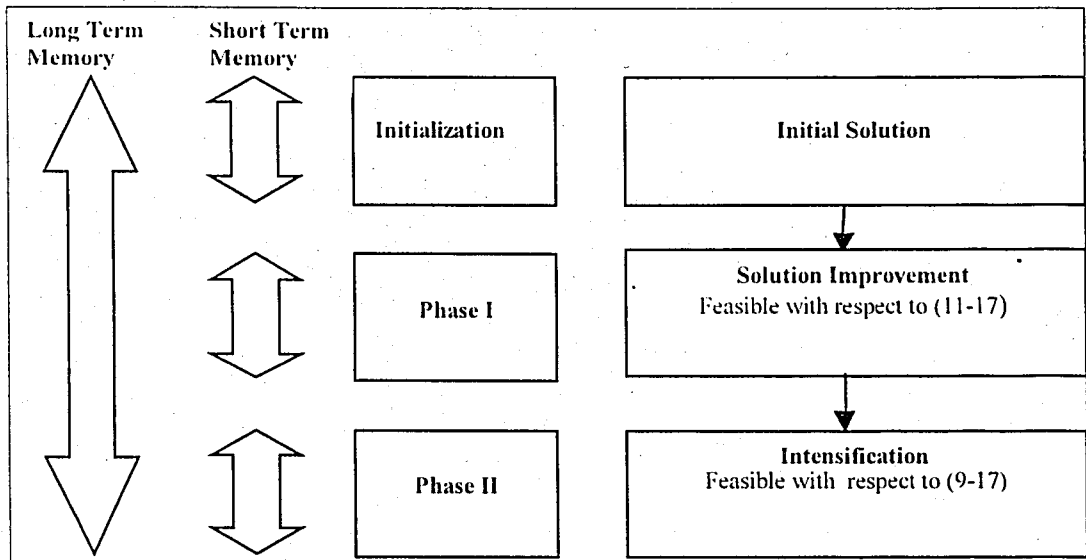 Long Term
Memory
Short Term
Memory
Initialization
Initial Solution
Phase I
Solution Improvement
Feasible with respect to (11-17)
Phase II
Intensification
Feasible with respect to (9-17)